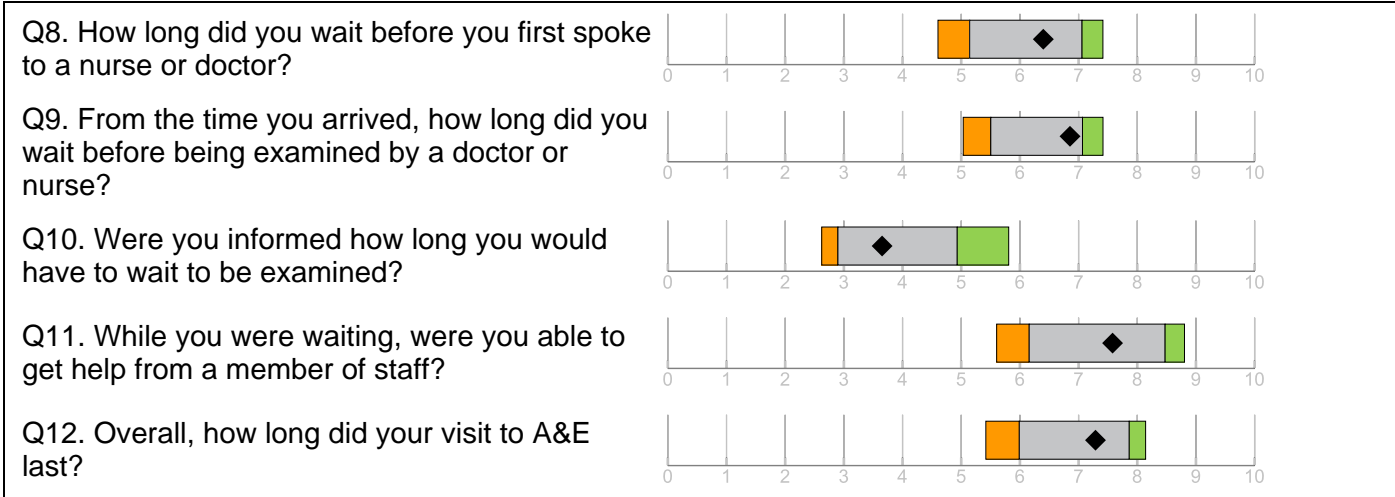 Q8. How long did you wait before you first spoke
to a nurse or doctor?
0 1 2 3 4 5 6 7 8 9 10
Q9. From the time you arrived, how long did you
wait before being examined by a doctor or
nurse?
0 1 2 3 4 5 6 7 8 9 10
Q10. Were you informed how long you would
have to wait to be examined?
0 1 2 3 4 5 6 7 8 9 10
Q11. While you were waiting, were you able to
get help from a member of staff?
0 1 2 3 4 5 6 7 8 9 10
Q12. Overall, how long did your visit to A&E
last?
0 1 2 3 4 5 6 7 8 9 10